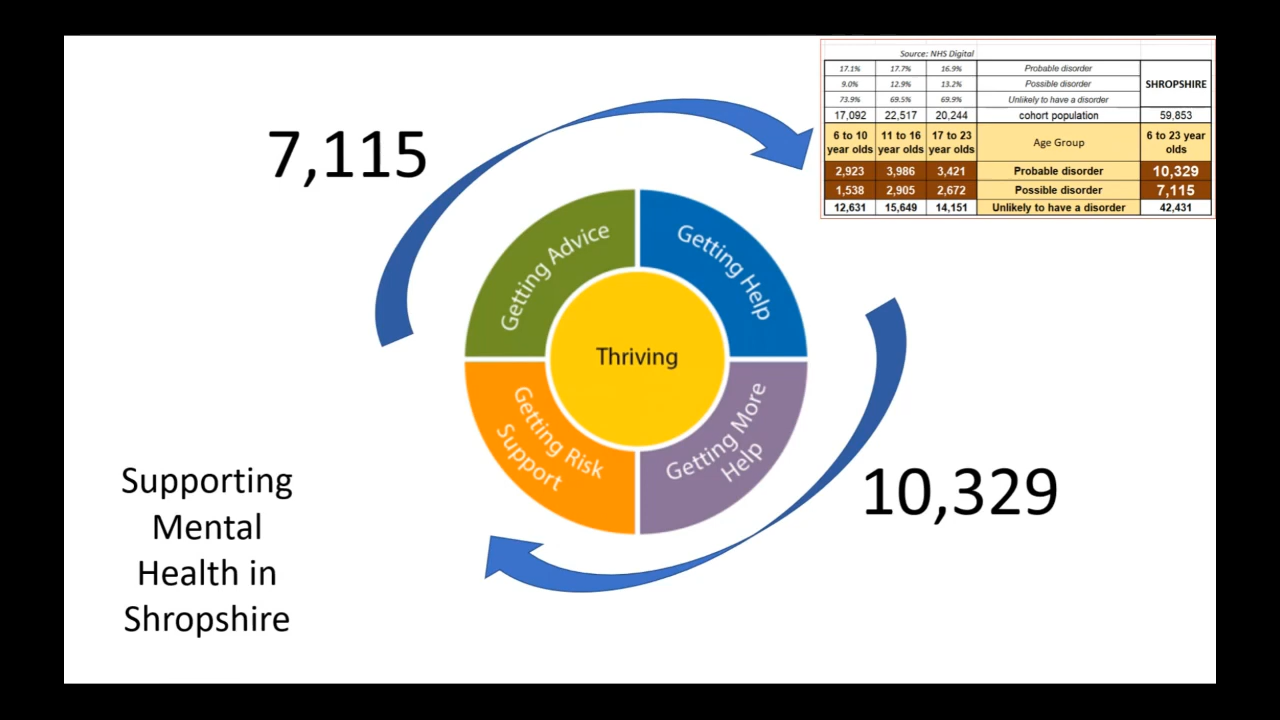 Source: NHS Digital
17.1% 17.7% 16.9% Probable disorder
9.0% 12.9% 13.2% Possible disorder SHROPSHIRE
73.9% 69.5% 69.9% Unlikely to have a disorder
17,092 22,517 20,244 cohort population 59,853
6 to 10 11 to 16 17 to 23 Age Group 6 to 23 year
year olds year olds year olds olds
2,923 3,986 3,421 Probable disorder 10,329
1,538 2,905 2,672 Possible disorder 7,115
12,631 15,649 14,151 Unlikely to have a disorder 42,431
7,115
Getting Advice
Getting Help
Thriving
Getting Risk
Support
Getting More
Help
10,329
Supporting
Mental
Health in
Shropshire